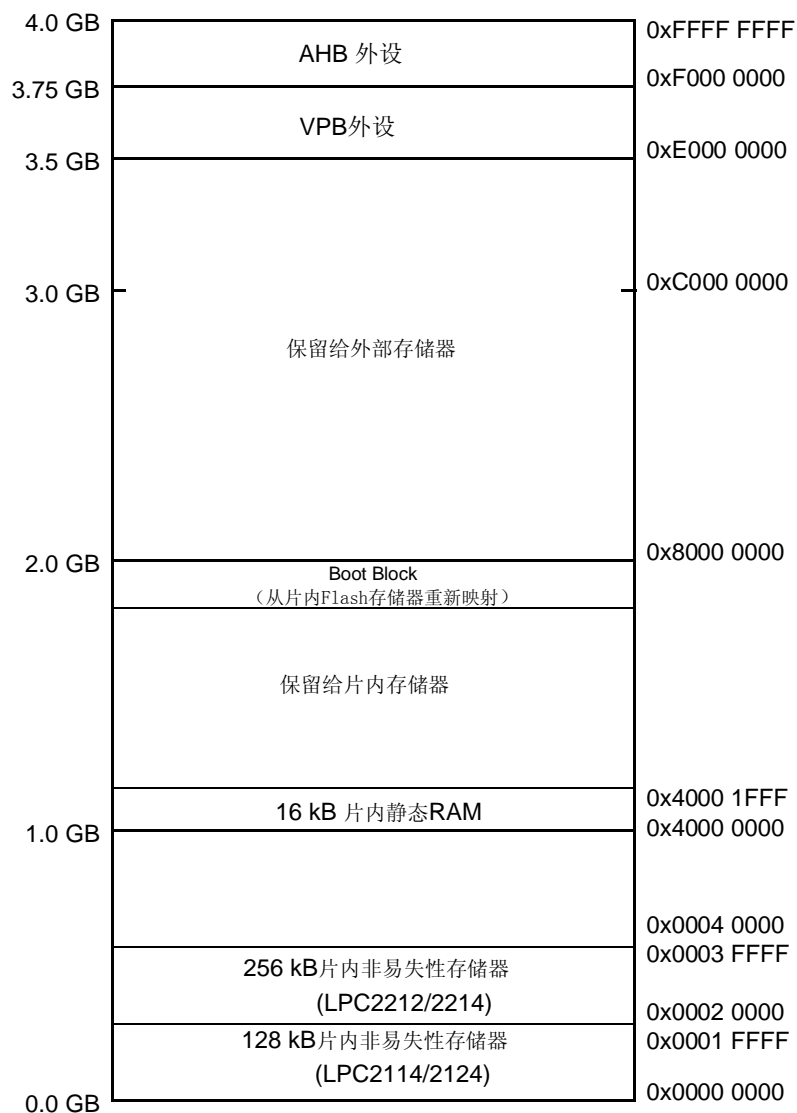 4.0 GB
0xFFFF FFFF
AHB 外设
3.75 GB
0xF000 0000
VPB外设
3.5 GB
0xE000 0000
3.0 GB
0xC000 0000
保留给外部存储器
2.0 GB
0x8000 0000
Boot Block
（从片内Flash存储器重新映射）
保留给片内存储器
0x4000 1FFF
16 kB 片内静态RAM
1.0 GB
0x4000 0000
0x0004 0000
0x0003 FFFF
256 kB片内非易失性存储器
(LPC2212/2214)
0x0002 0000
128 kB片内非易失性存储器
0x0001 FFFF
(LPC2114/2124)
0x0000 0000
0.0 GB